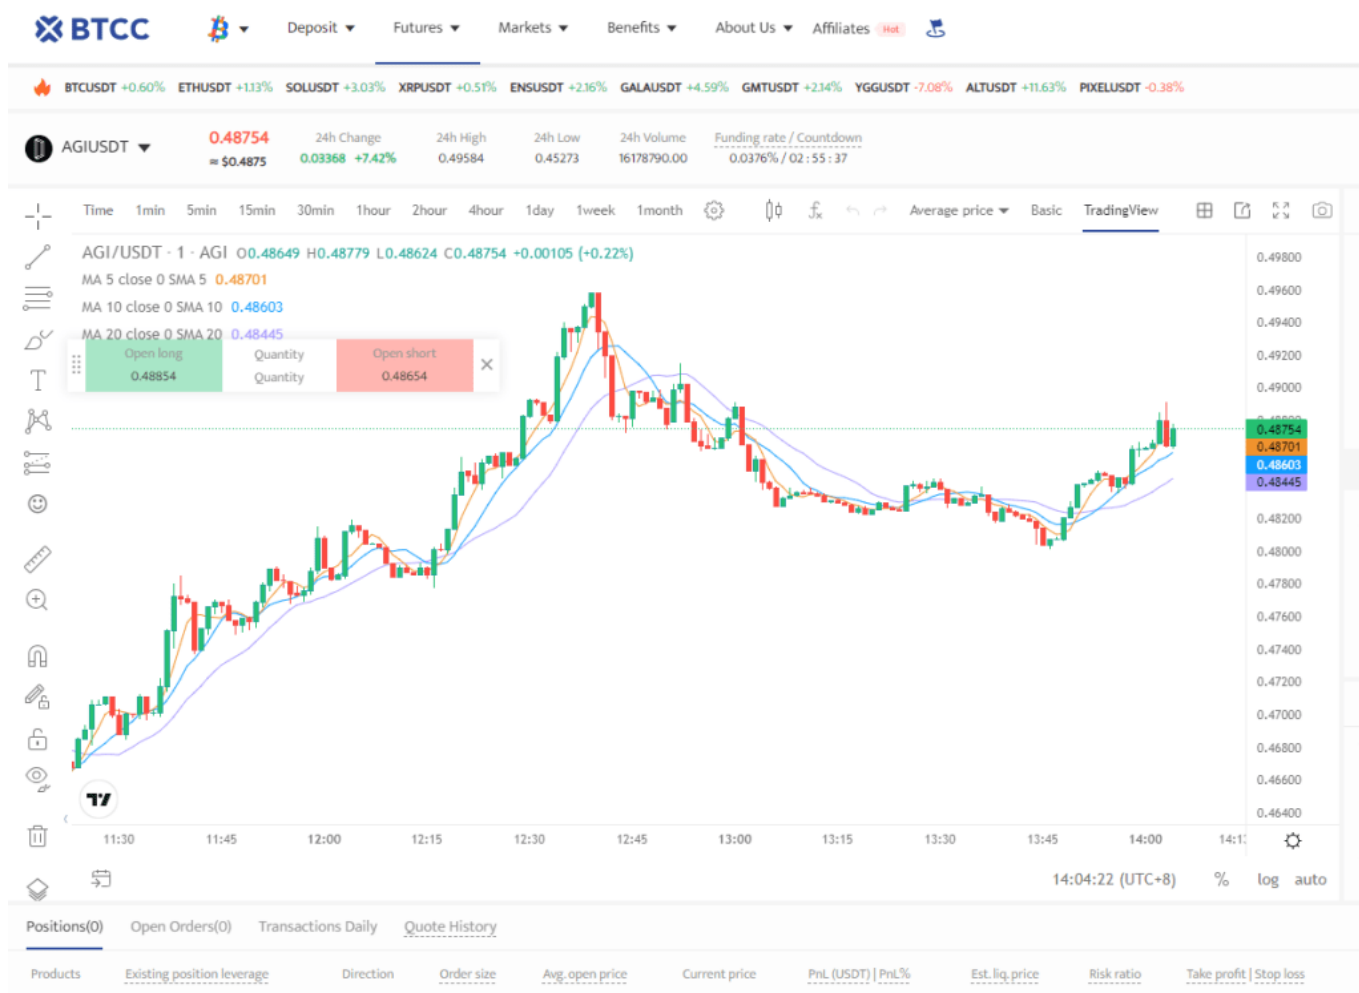 BTCC Deposit Futures Markets Benefits About Us Affiliates Hot
BTCUSDT +0.60% ETHUSDT +1.13% SOLUSDT +3.03% XRPUSDT +0.51% ENSUSDT +2.16% GALAUSDT +4.59% GMTUSDT +2.14% YGGUSDT -7.08% ALTUSDT +11.63% PIXELUSDT -0.38%
AGIUSDT 0.48754 24h Change 24h High 24h Low 24h Volume Funding rate / Countdown
≈ $0.4875 0.03368 +7.42% 0.49584 0.45273 16178790.00 0.0376% / 02 : 55 : 37
Time 1min 5min 15min 30min 1hour 2hour 4hour 1day 1week 1month Average price Basic TradingView
AGI/USDT · 1 · AGI O0.48649 H0.48779 L0.48624 C0.48754 +0.00105 (+0.22%)
MA 5 close 0 SMA 5 0.48701
MA 10 close 0 SMA 10 0.48603
MA 20 close 0 SMA 20 0.48445
Open long Quantity Open short
0.48854 Quantity 0.48654
0.49800
0.49600
0.49400
0.49200
0.49000
0.48800
0.48754
0.48701
0.48603
0.48445
0.48200
0.48000
0.47800
0.47600
0.47400
0.47200
0.47000
0.46800
0.46600
0.46400
11:30 11:45 12:00 12:15 12:30 12:45 13:00 13:15 13:30 13:45 14:00
14:04:22 (UTC+8) % log auto
Positions(0) Open Orders(0) Transactions Daily Quote History
Products Existing position leverage Direction Order size Avg. open price Current price PnL (USDT) | PnL% Est. liq. price Risk ratio Take profit | Stop loss